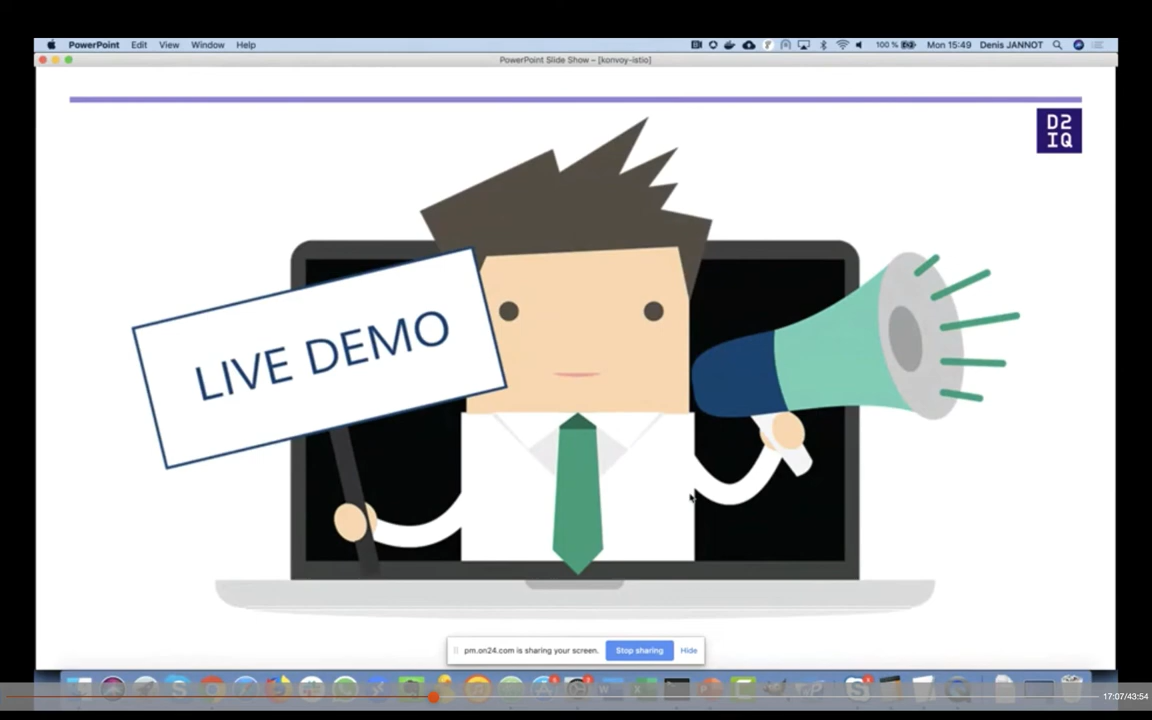 PowerPoint Edit View Window Help
100 % Mon 15:49 Denis JANNOT
PowerPoint Slide Show – [konvoy-istio]
D2
IQ
LIVE DEMO
pm.on24.com is sharing your screen. Stop sharing Hide
17:07/43:54